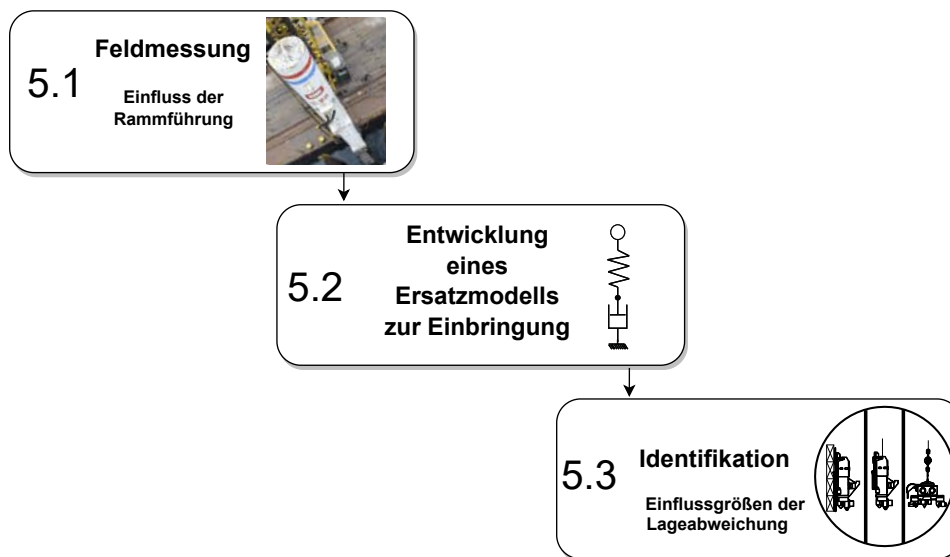 5.1
Feldmessung
Einfluss der
Rammführung
5.2
Entwicklung
eines
Ersatzmodells
zur Einbringung
5.3
Identifikation
Einflussgrößen der
Lageabweichung